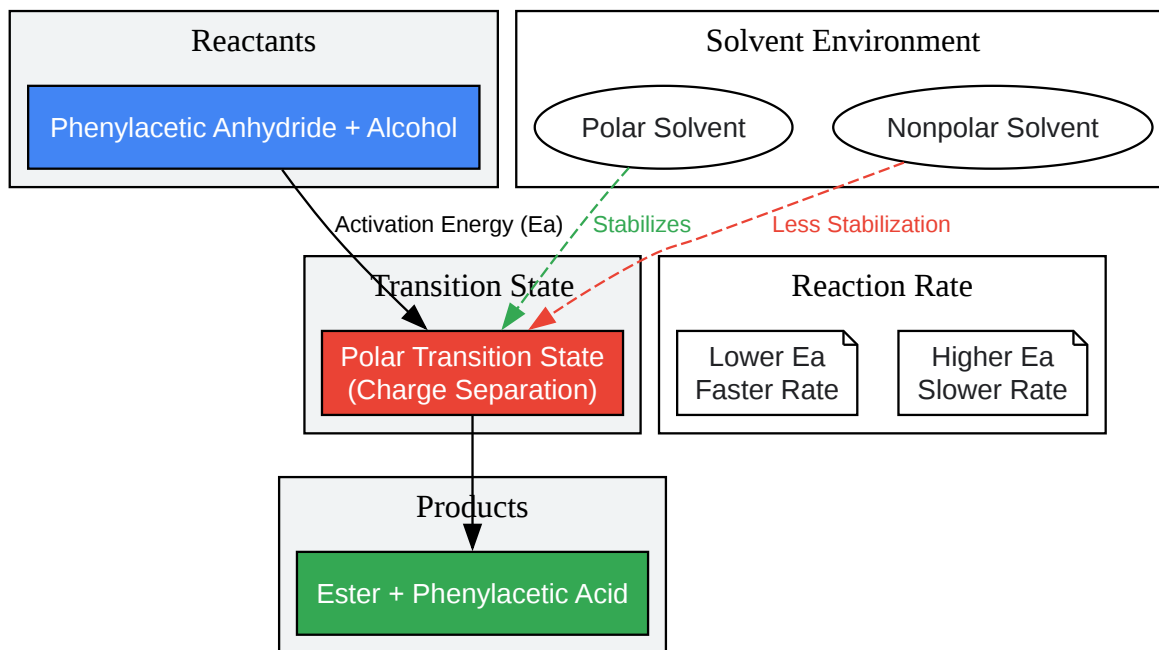 Reactants
Solvent Environment
Phenylacetic Anhydride + Alcohol
Polar Solvent
Nonpolar Solvent
Activation Energy (Ea)
Stabilizes
Less Stabilization
Transition State
Reaction Rate
Polar Transition State
(Charge Separation)
Lower Ea
Faster Rate
Higher Ea
Slower Rate
Products
Ester + Phenylacetic Acid